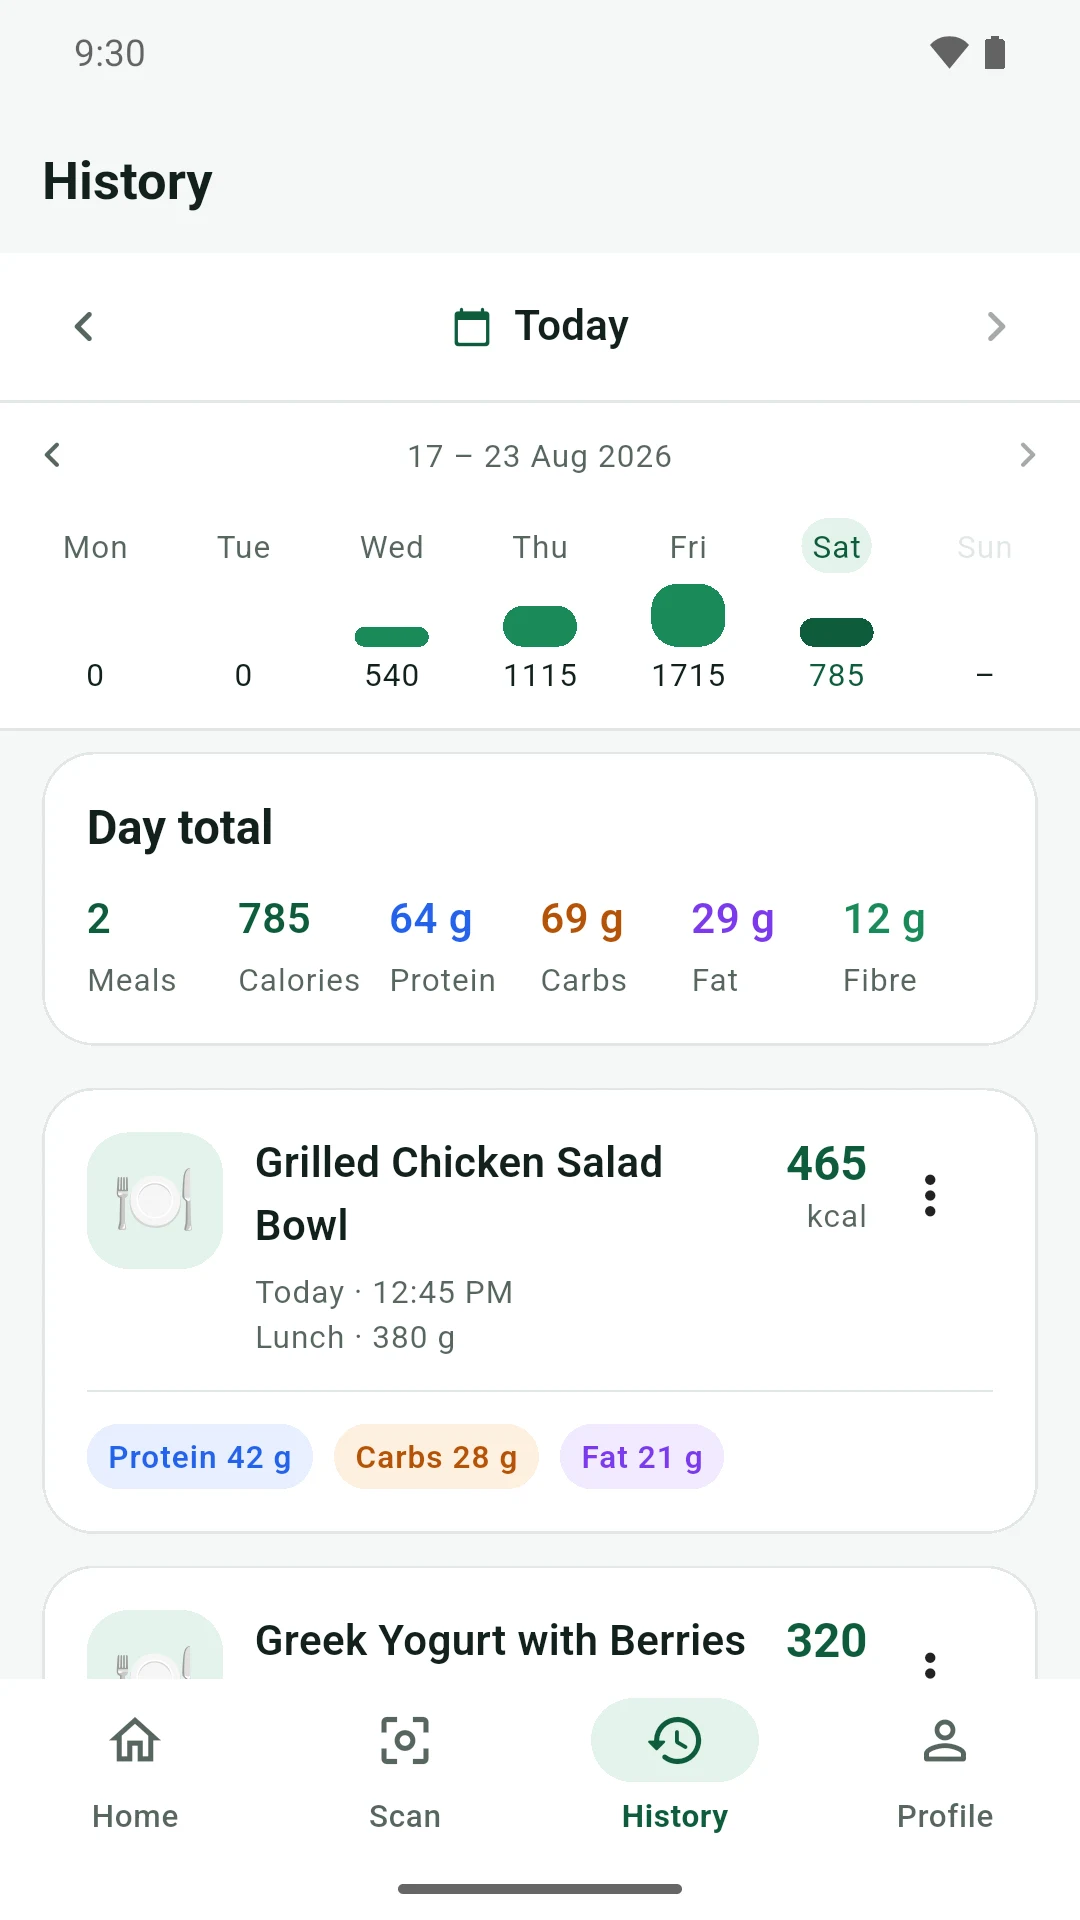 9:30
History
Today
17 – 23 Aug 2026
Mon Tue Wed Thu Fri Sat Sun
0 0 540 1115 1715 785 –
Day total
2 785 64 g 69 g 29 g 12 g
Meals Calories Protein Carbs Fat Fibre
Grilled Chicken Salad
Bowl
465
kcal
Today · 12:45 PM
Lunch · 380 g
Protein 42 g Carbs 28 g Fat 21 g
Greek Yogurt with Berries 320
Home Scan History Profile